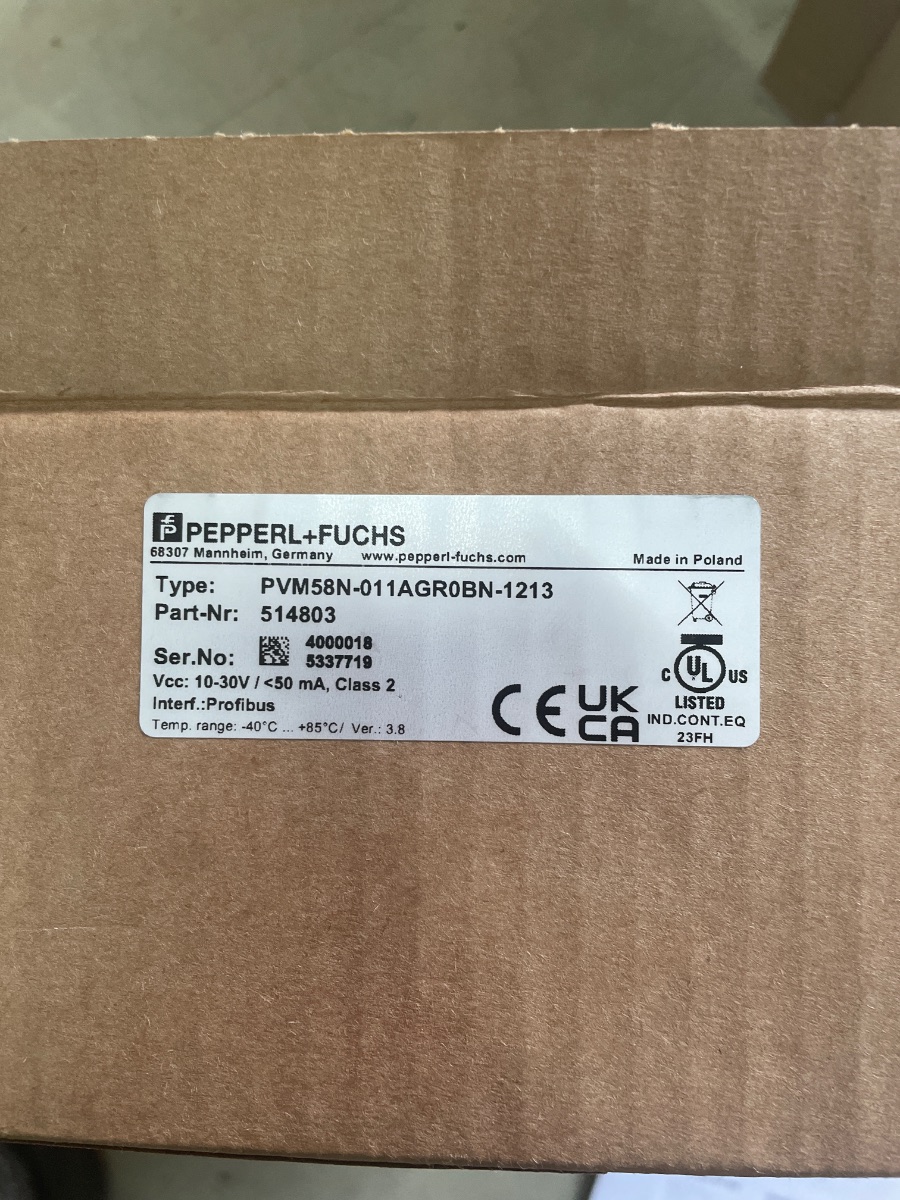 PEPPERL+FUCHS
68307 Mannheim, Germany www.pepperl-fuchs.com Made in Poland
Type: PVM58N-011AGR0BN-1213
Part-Nr: 514803
Ser.No: 4000018
5337719
Vcc: 10-30V / <50 mA, Class 2
Interf.:Profibus
Temp. range: -40°C ... +85°C/ Ver.: 3.8
CE
UK
CA
C UL US
LISTED
IND.CONT.EQ
23FH